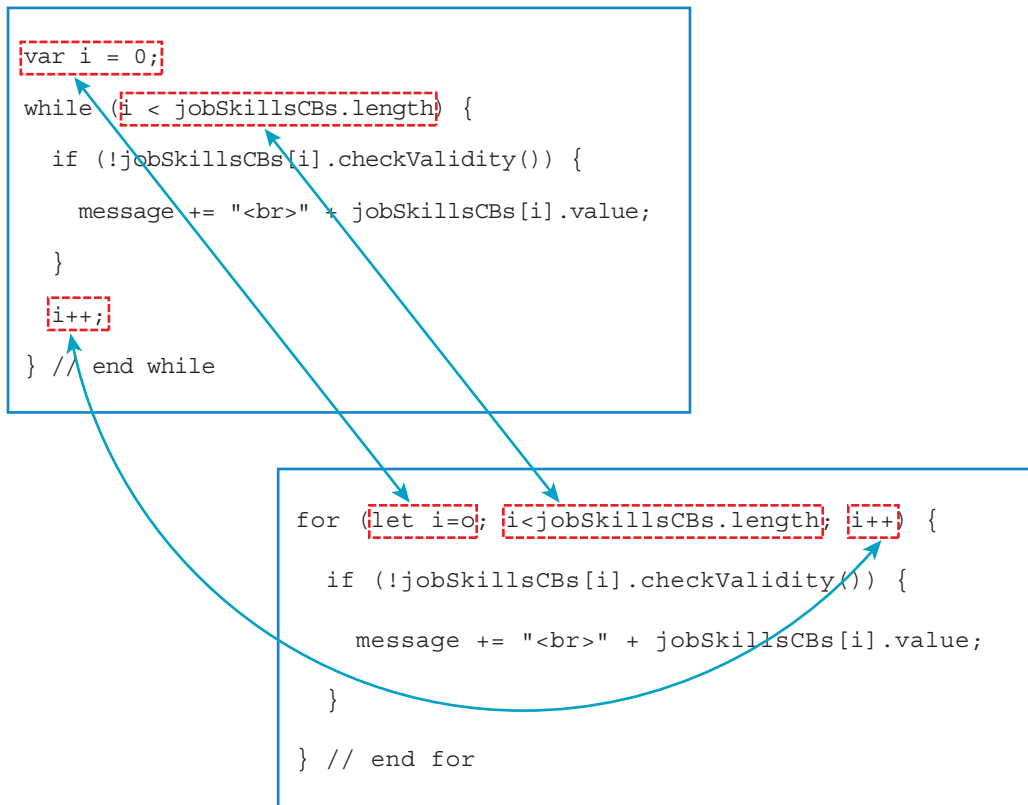 var i = 0;
while (i < jobSkillsCBs.length) {
if (!jobSkillsCBs[i].checkValidity()) {
message += "<br>" + jobSkillsCBs[i].value;
}
i++;
} // end while
for (let i=o; i<jobSkillsCBs.length; i++) {
if (!jobSkillsCBs[i].checkValidity()) {
message += "<br>" + jobSkillsCBs[i].value;
}
} // end for